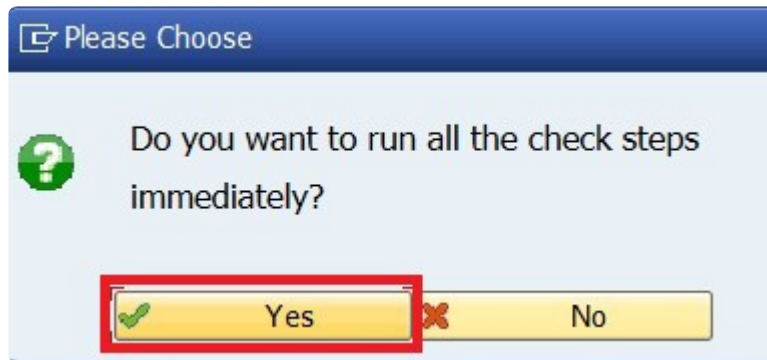 Please Choose
Do you want to run all the check steps
immediately?
Yes No